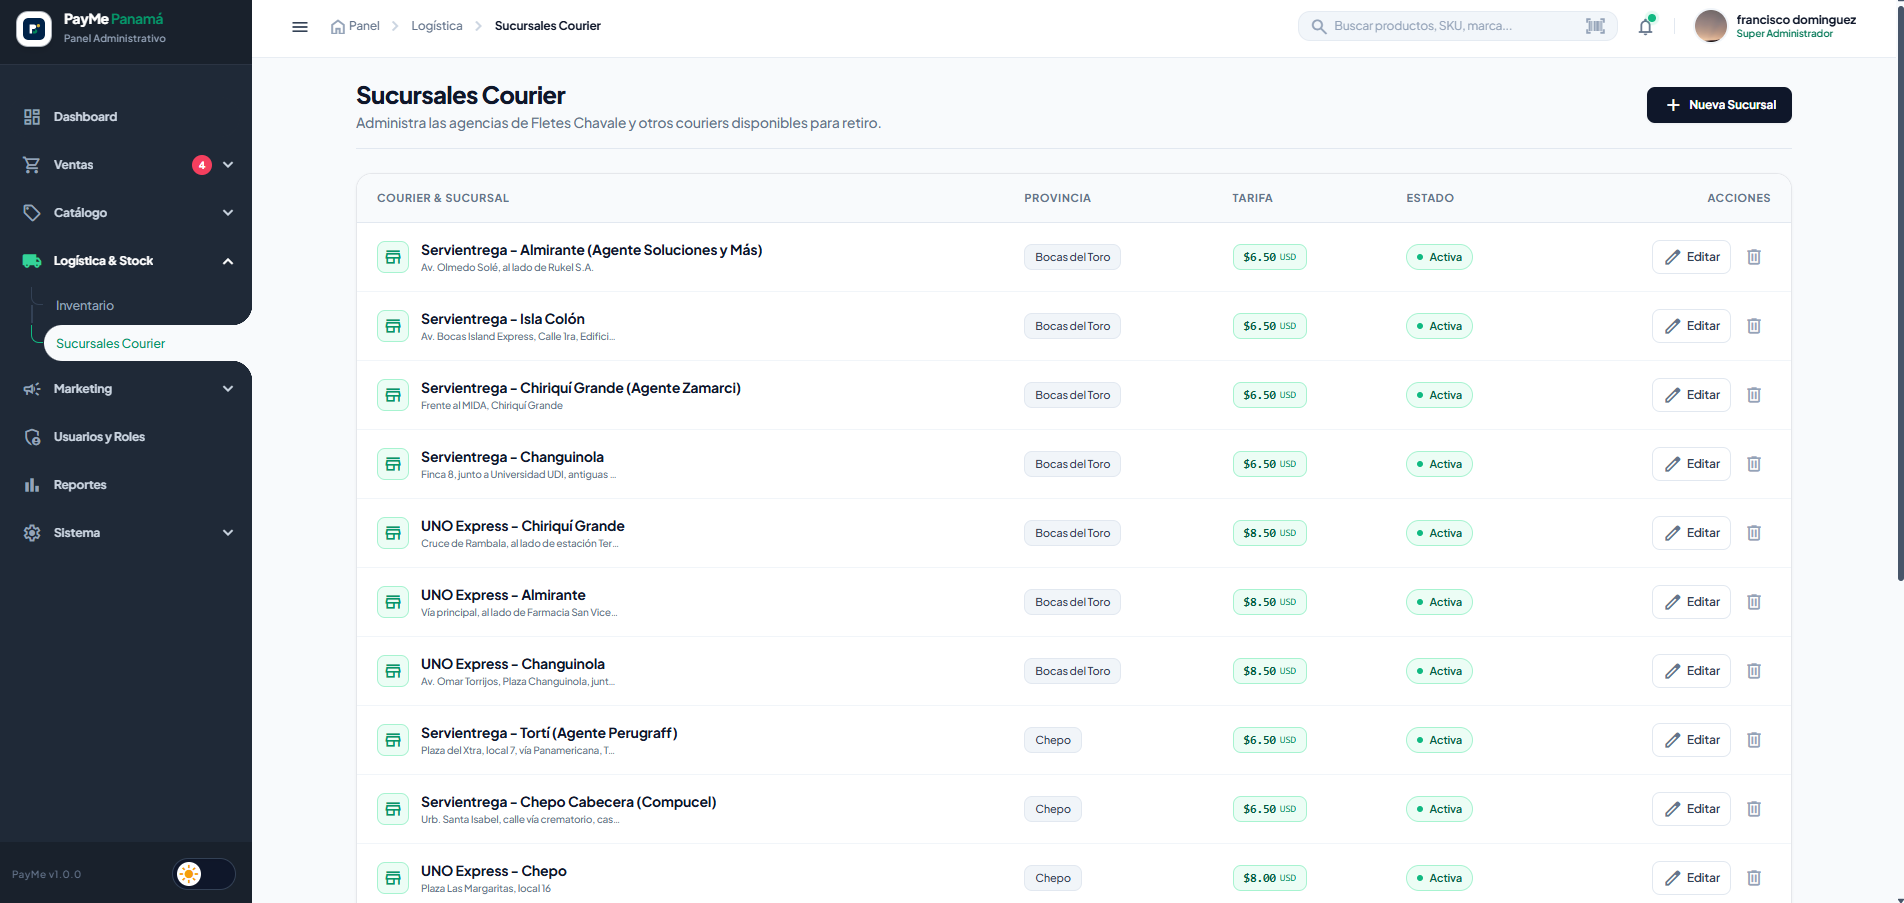 PayMe Panamá
Panel Administrativo
Dashboard
Ventas 4
Catálogo
Logística & Stock
Inventario
Sucursales Courier
Marketing
Usuarios y Roles
Reportes
Sistema
PayMe v1.0.0
Panel Logística Sucursales Courier
Buscar productos, SKU, marca...
francisco dominguez
Super Administrador
Sucursales Courier
Administra las agencias de Fletes Chavale y otros couriers disponibles para retiro.
+ Nueva Sucursal
COURIER & SUCURSAL PROVINCIA TARIFA ESTADO ACCIONES
Servientrega - Almirante (Agente Soluciones y Más)
Av. Olmedo Solé, al lado de Rukel S.A.
Bocas del Toro $6.50 USD Activa Editar
Servientrega - Isla Colón
Av. Bocas Island Express, Calle 1ra, Edifici...
Bocas del Toro $6.50 USD Activa Editar
Servientrega - Chiriquí Grande (Agente Zamarci)
Frente al MIDA, Chiriquí Grande
Bocas del Toro $6.50 USD Activa Editar
Servientrega - Changuinola
Finca 8, junto a Universidad UDI, antiguas ...
Bocas del Toro $6.50 USD Activa Editar
UNO Express - Chiriquí Grande
Cruce de Rambala, al lado de estación Ter...
Bocas del Toro $8.50 USD Activa Editar
UNO Express - Almirante
Vía principal, al lado de Farmacia San Vice...
Bocas del Toro $8.50 USD Activa Editar
UNO Express - Changuinola
Av. Omar Torrijos, Plaza Changuinola, junt...
Bocas del Toro $8.50 USD Activa Editar
Servientrega - Tortí (Agente Perugraff)
Plaza del Xtra, local 7, vía Panamericana, T...
Chepo $6.50 USD Activa Editar
Servientrega - Chepo Cabecera (Compucel)
Urb. Santa Isabel, calle vía crematorio, cas...
Chepo $6.50 USD Activa Editar
UNO Express - Chepo
Plaza Las Margaritas, local 16
Chepo $8.00 USD Activa Editar